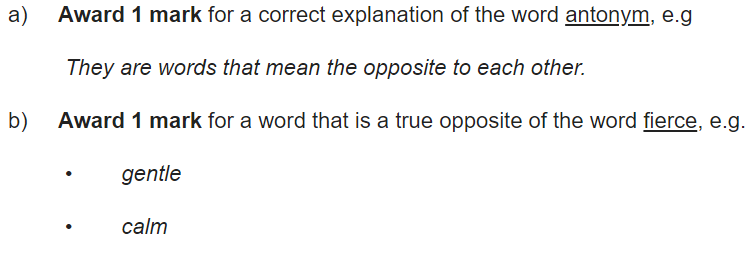 a) Award 1 mark for a correct explanation of the word antonym, e.g
They are words that mean the opposite to each other.
b) Award 1 mark for a word that is a true opposite of the word fierce, e.g.
• gentle
• calm